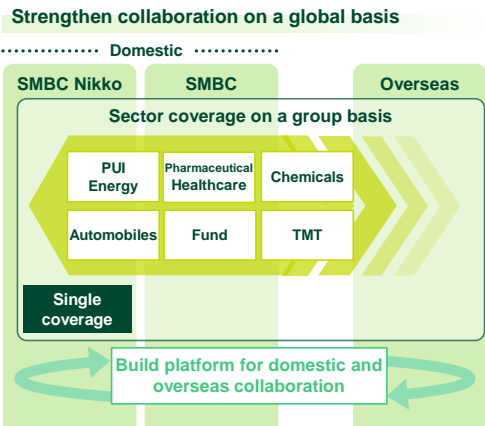 Strengthen collaboration on a global basis
Domestic
SMBC Nikko
SMBC
Overseas
Sector coverage on a group basis
PUI
Energy
Pharmaceutical
Healthcare
Chemicals
Automobiles
Fund
TMT
Single
coverage
Build platform for domestic and
overseas collaboration